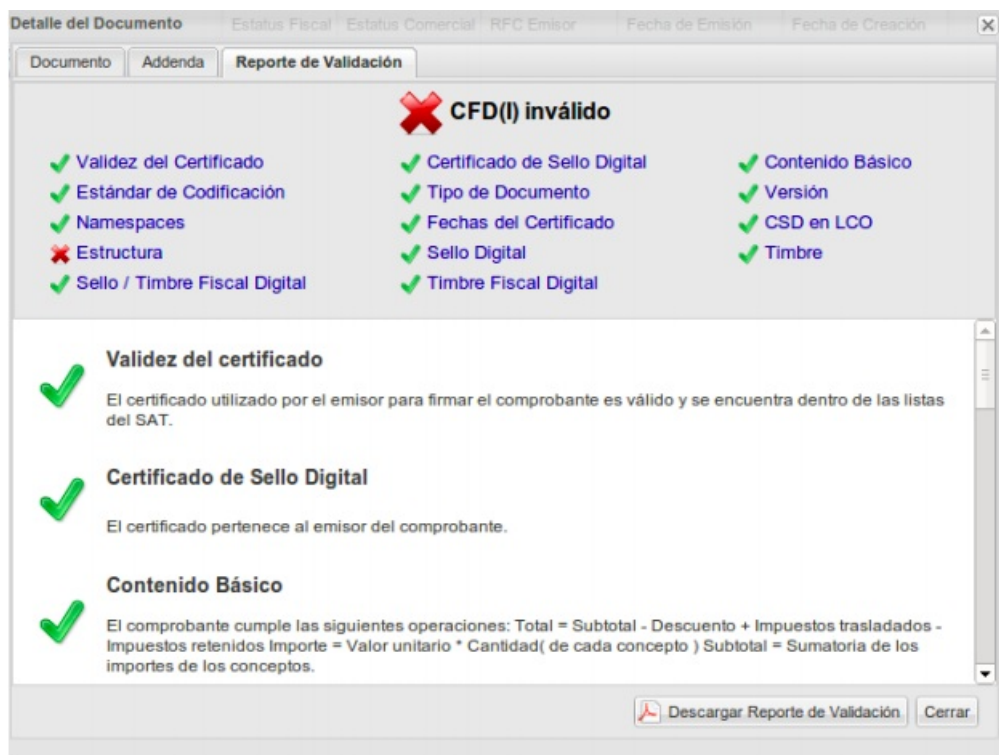 Detalle del Documento Estatus Fiscal Estatus Comercial RFC Emisor Fecha de Emisión Fecha de Creación
Documento Addenda Reporte de Validación
CFD(I) inválido
Validez del Certificado Certificado de Sello Digital Contenido Básico
Estándar de Codificación Tipo de Documento Versión
Namespaces Fechas del Certificado CSD en LCO
Estructura Sello Digital Timbre
Sello / Timbre Fiscal Digital Timbre Fiscal Digital
Validez del certificado
El certificado utilizado por el emisor para firmar el comprobante es válido y se encuentra dentro de las listas
del SAT.
Certificado de Sello Digital
El certificado pertenece al emisor del comprobante.
Contenido Básico
El comprobante cumple las siguientes operaciones: Total = Subtotal - Descuento + Impuestos trasladados -
Impuestos retenidos Importe = Valor unitario * Cantidad( de cada concepto ) Subtotal = Sumatoria de los
importes de los conceptos.
Descargar Reporte de Validación Cerrar